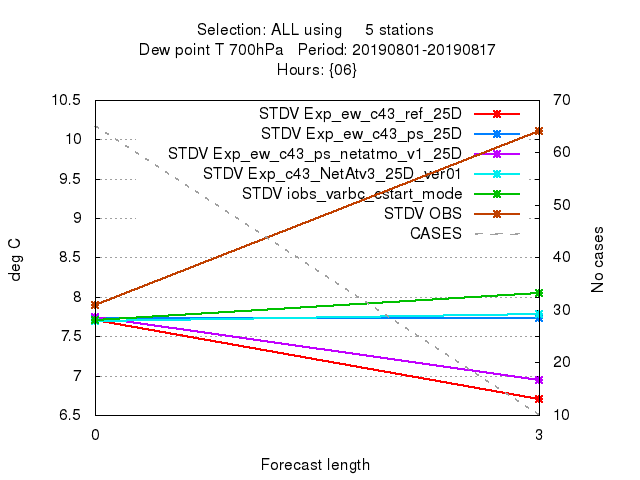 Selection: ALL using 5 stations
Dew point T 700hPa Period: 20190801-20190817
Hours: {06}
10.5
10
9.5
9
8.5
8
7.5
7
6.5
deg C
70
60
50
40
30
20
10
No cases
STDV Exp_ew_c43_ref_25D
STDV Exp_ew_c43_ps_25D
STDV Exp_ew_c43_ps_netatmo_v1_25D
STDV Exp_c43_NetAtv3_25D_ver01
STDV iobs_varbc_cstart_mode
STDV OBS
CASES
0
3
Forecast length